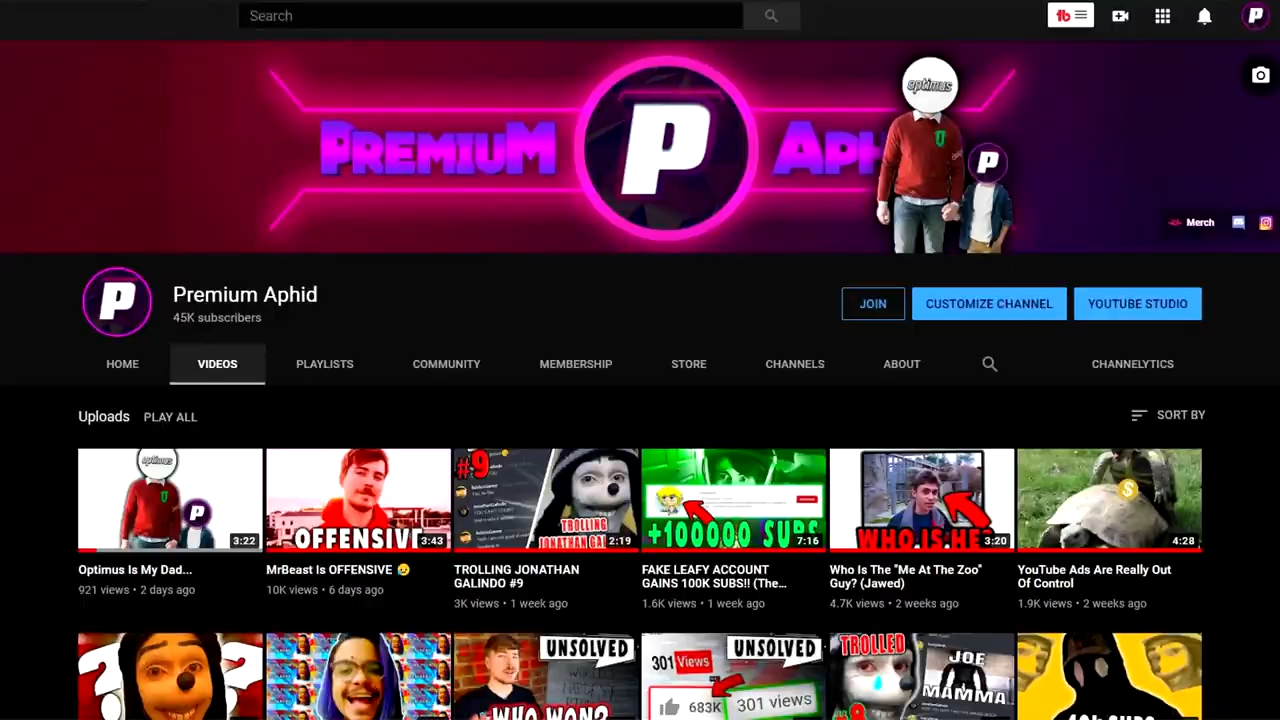 Search
PREMIUM
P
APH
optimus
P
Merch
P
Premium Aphid
45K subscribers
JOIN
CUSTOMIZE CHANNEL
YOUTUBE STUDIO
HOME
VIDEOS
PLAYLISTS
COMMUNITY
MEMBERSHIP
STORE
CHANNELS
ABOUT
CHANNELYTICS
Uploads
PLAY ALL
SORT BY
optimus
P
3:22
OFFENSIVE
3:43
#9
TROLLING
JONATHAN GAL
2:19
+100000 SUBS
7:16
WHO IS HE?
3:20
$
4:28
Optimus Is My Dad...
921 views • 2 days ago
MrBeast Is OFFENSIVE 😥
10K views • 6 days ago
TROLLING JONATHAN
GALINDO #9
3K views • 1 week ago
FAKE LEAFY ACCOUNT
GAINS 100K SUBS!! (The...
1.6K views • 1 week ago
Who Is The "Me At The Zoo"
Guy? (Jawed)
4.7K views • 2 weeks ago
YouTube Ads Are Really Out
Of Control
1.9K views • 2 weeks ago
UNSOLVED
WHO WON?
UNSOLVED
301 Views
683K
301 views
TROLLED
JOE
MAMMA
#8